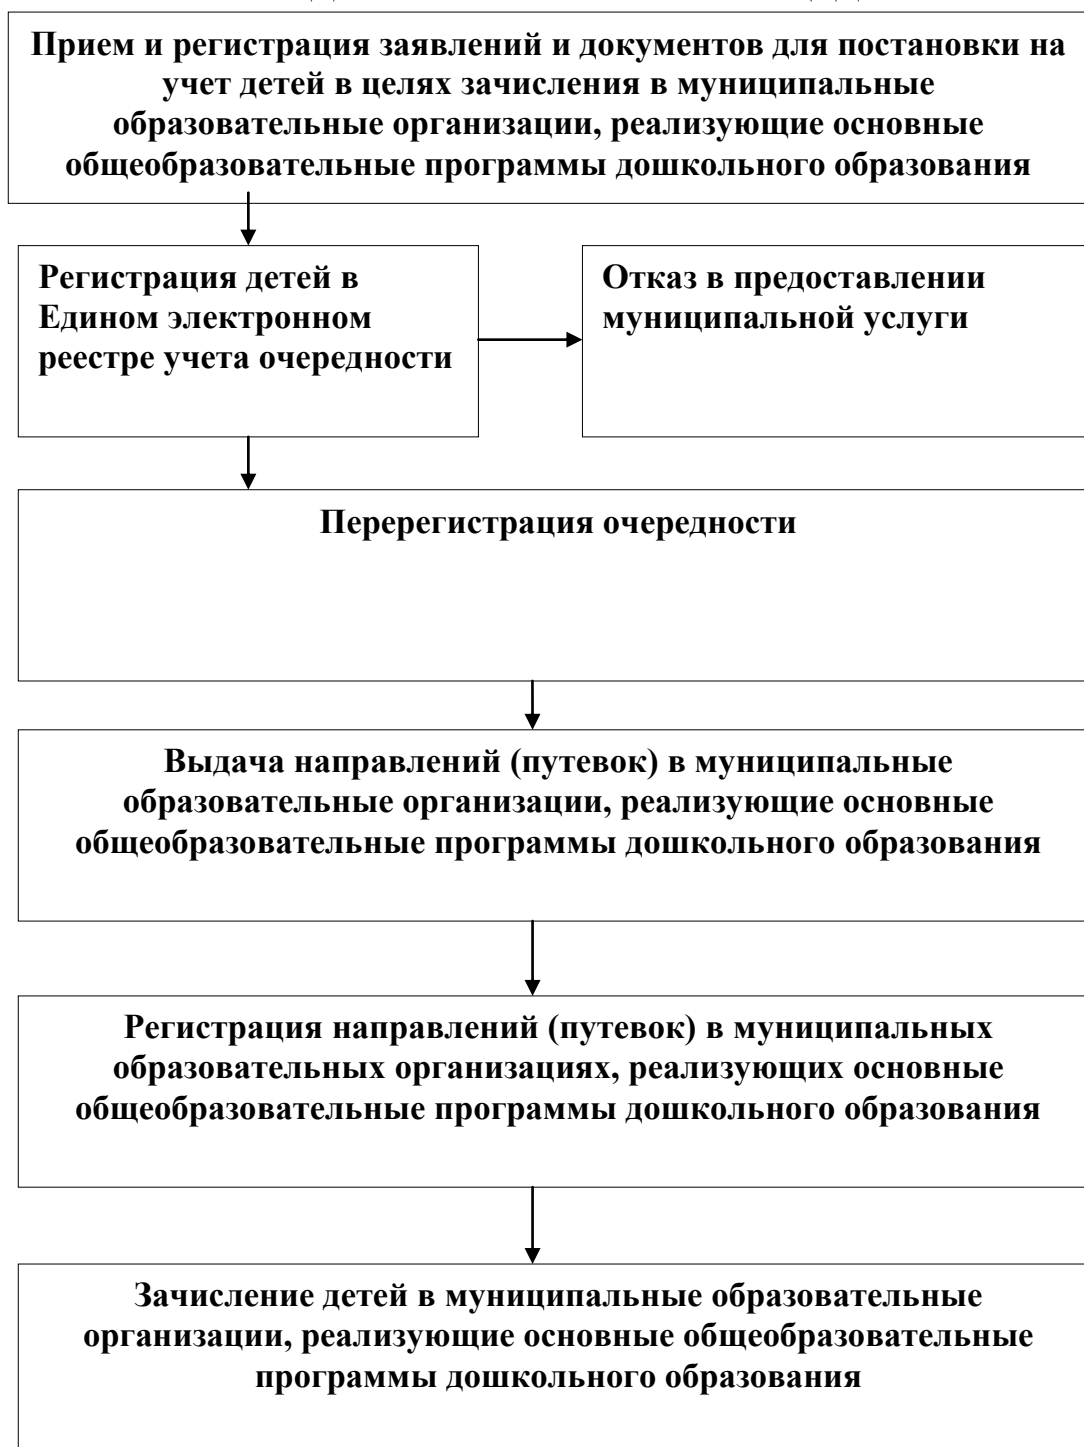 Прием и регистрация заявлений и документов для постановки на
учет детей в целях зачисления в муниципальные
образовательные организации, реализующие основные
общеобразовательные программы дошкольного образования
Регистрация детей в
Едином электронном
реестре учета очередности
Отказ в предоставлении
муниципальной услуги
Перерегистрация очередности
Выдача направлений (путевок) в муниципальные
образовательные организации, реализующие основные
общеобразовательные программы дошкольного образования
Регистрация направлений (путевок) в муниципальных
образовательных организациях, реализующих основные
общеобразовательные программы дошкольного образования
Зачисление детей в муниципальные образовательные
организации, реализующие основные общеобразовательные
программы дошкольного образования